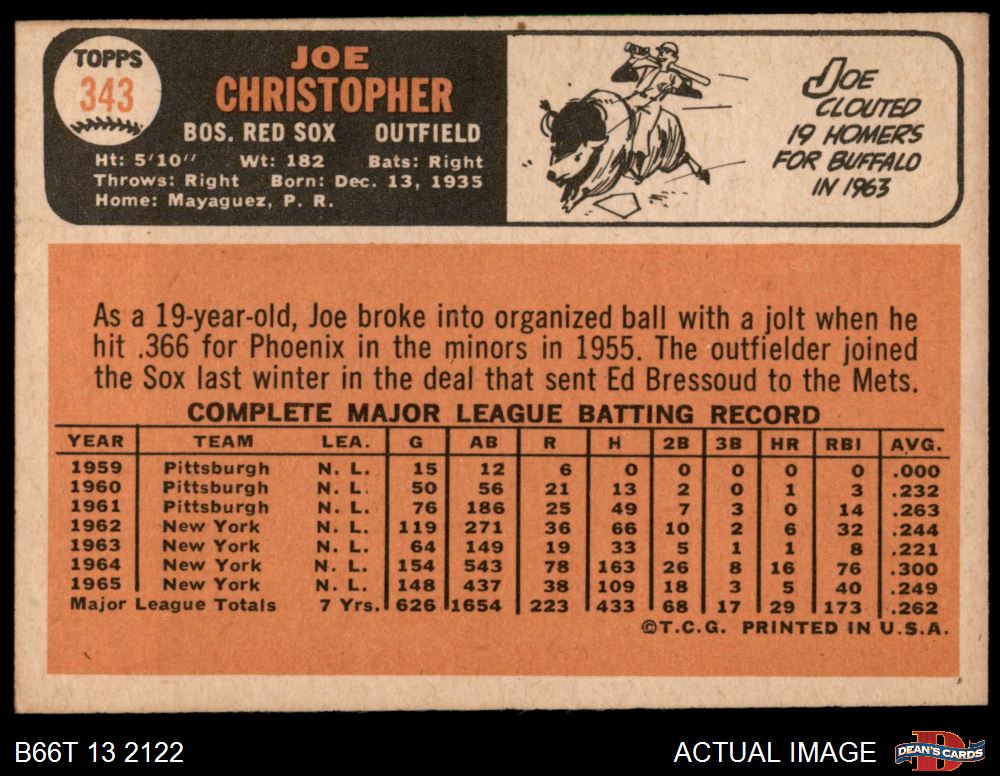 TOPPS
343
JOE
CHRISTOPHER
BOS. RED SOX OUTFIELD
Ht: 5'10" Wt: 182 Bats: Right
Throws: Right Born: Dec. 13, 1935
Home: Mayaguez, P. R.
JOE
CLOUTED
19 HOMERS
FOR BUFFALO
IN 1963
As a 19-year-old, Joe broke into organized ball with a jolt when he
hit .366 for Phoenix in the minors in 1955. The outfielder joined
the Sox last winter in the deal that sent Ed Bressoud to the Mets.
COMPLETE MAJOR LEAGUE BATTING RECORD
YEAR TEAM LEA. G AB R H 2B 3B HR RBI AVG.
1959 Pittsburgh N. L. 15 12 6 0 0 0 0 0 .000
1960 Pittsburgh N. L. 50 56 21 13 2 0 1 3 .232
1961 Pittsburgh N. L. 76 186 25 49 7 3 0 14 .263
1962 New York N. L. 119 271 36 66 10 2 6 32 .244
1963 New York N. L. 64 149 19 33 5 1 1 8 .221
1964 New York N. L. 154 543 78 163 26 8 16 76 .300
1965 New York N. L. 148 437 38 109 18 3 5 40 .249
Major League Totals 7 Yrs. 626 1654 223 433 68 17 29 173 .262
©T.C.G. PRINTED IN U.S.A.
B66T 13 2122 ACTUAL IMAGE DEAN'S CARDS